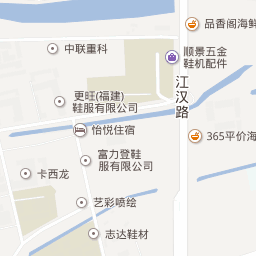 品香阁海鲜
中联重科
顺景五金
鞋机配件
江汉路
更旺(福建)
鞋服有限公司
怡悦住宿
365平价海
富力登鞋
服有限公司
卡西龙
艺彩喷绘
志达鞋材